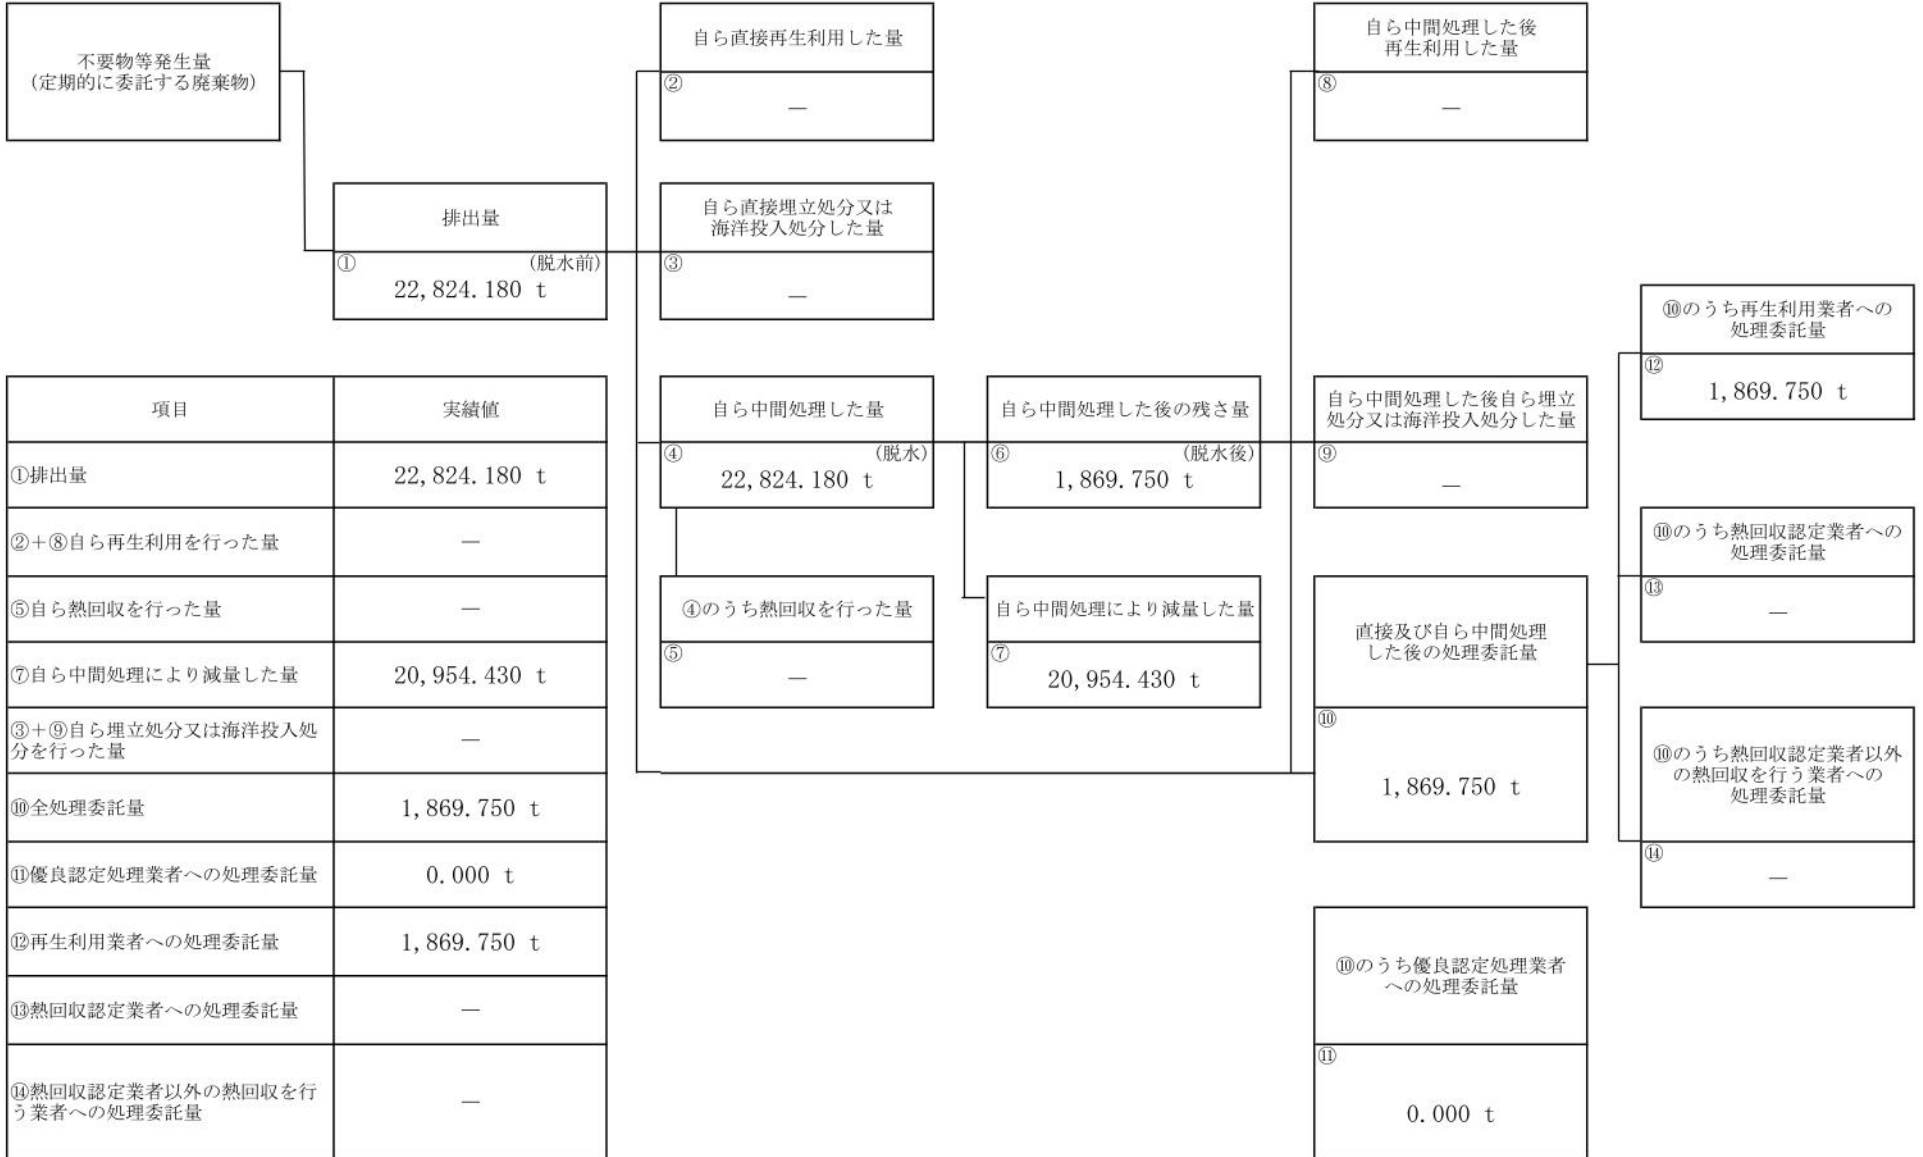 不要物等発生量
(定期的に委託する廃棄物)
自ら直接再生利用した量
②
—
自ら中間処理した後
再生利用した量
⑧
—
排出量
① (脱水前)
22,824.180 t
自ら直接埋立処分又は
海洋投入処分した量
③
—
⑩のうち再生利用業者への
処理委託量
⑫
1,869.750 t
自ら中間処理した量
④ (脱水)
22,824.180 t
自ら中間処理した後の残さ量
⑥ (脱水後)
1,869.750 t
自ら中間処理した後自ら埋立
処分又は海洋投入処分した量
⑨
—
⑩のうち熱回収認定業者への
処理委託量
⑬
—
④のうち熱回収を行った量
⑤
—
自ら中間処理により減量した量
⑦
20,954.430 t
直接及び自ら中間処理
した後の処理委託量
⑩
1,869.750 t
⑩のうち熱回収認定業者以外
の熱回収を行う業者への
処理委託量
⑭
—
⑩のうち優良認定処理業者
への処理委託量
⑪
0.000 t
項目 実績値
①排出量 22,824.180 t
②+⑧自ら再生利用を行った量 —
⑤自ら熱回収を行った量 —
⑦自ら中間処理により減量した量 20,954.430 t
③+⑨自ら埋立処分又は海洋投入処
分を行った量 —
⑩全処理委託量 1,869.750 t
⑪優良認定処理業者への処理委託量 0.000 t
⑫再生利用業者への処理委託量 1,869.750 t
⑬熱回収認定業者への処理委託量 —
⑭熱回収認定業者以外の熱回収を行
う業者への処理委託量 —